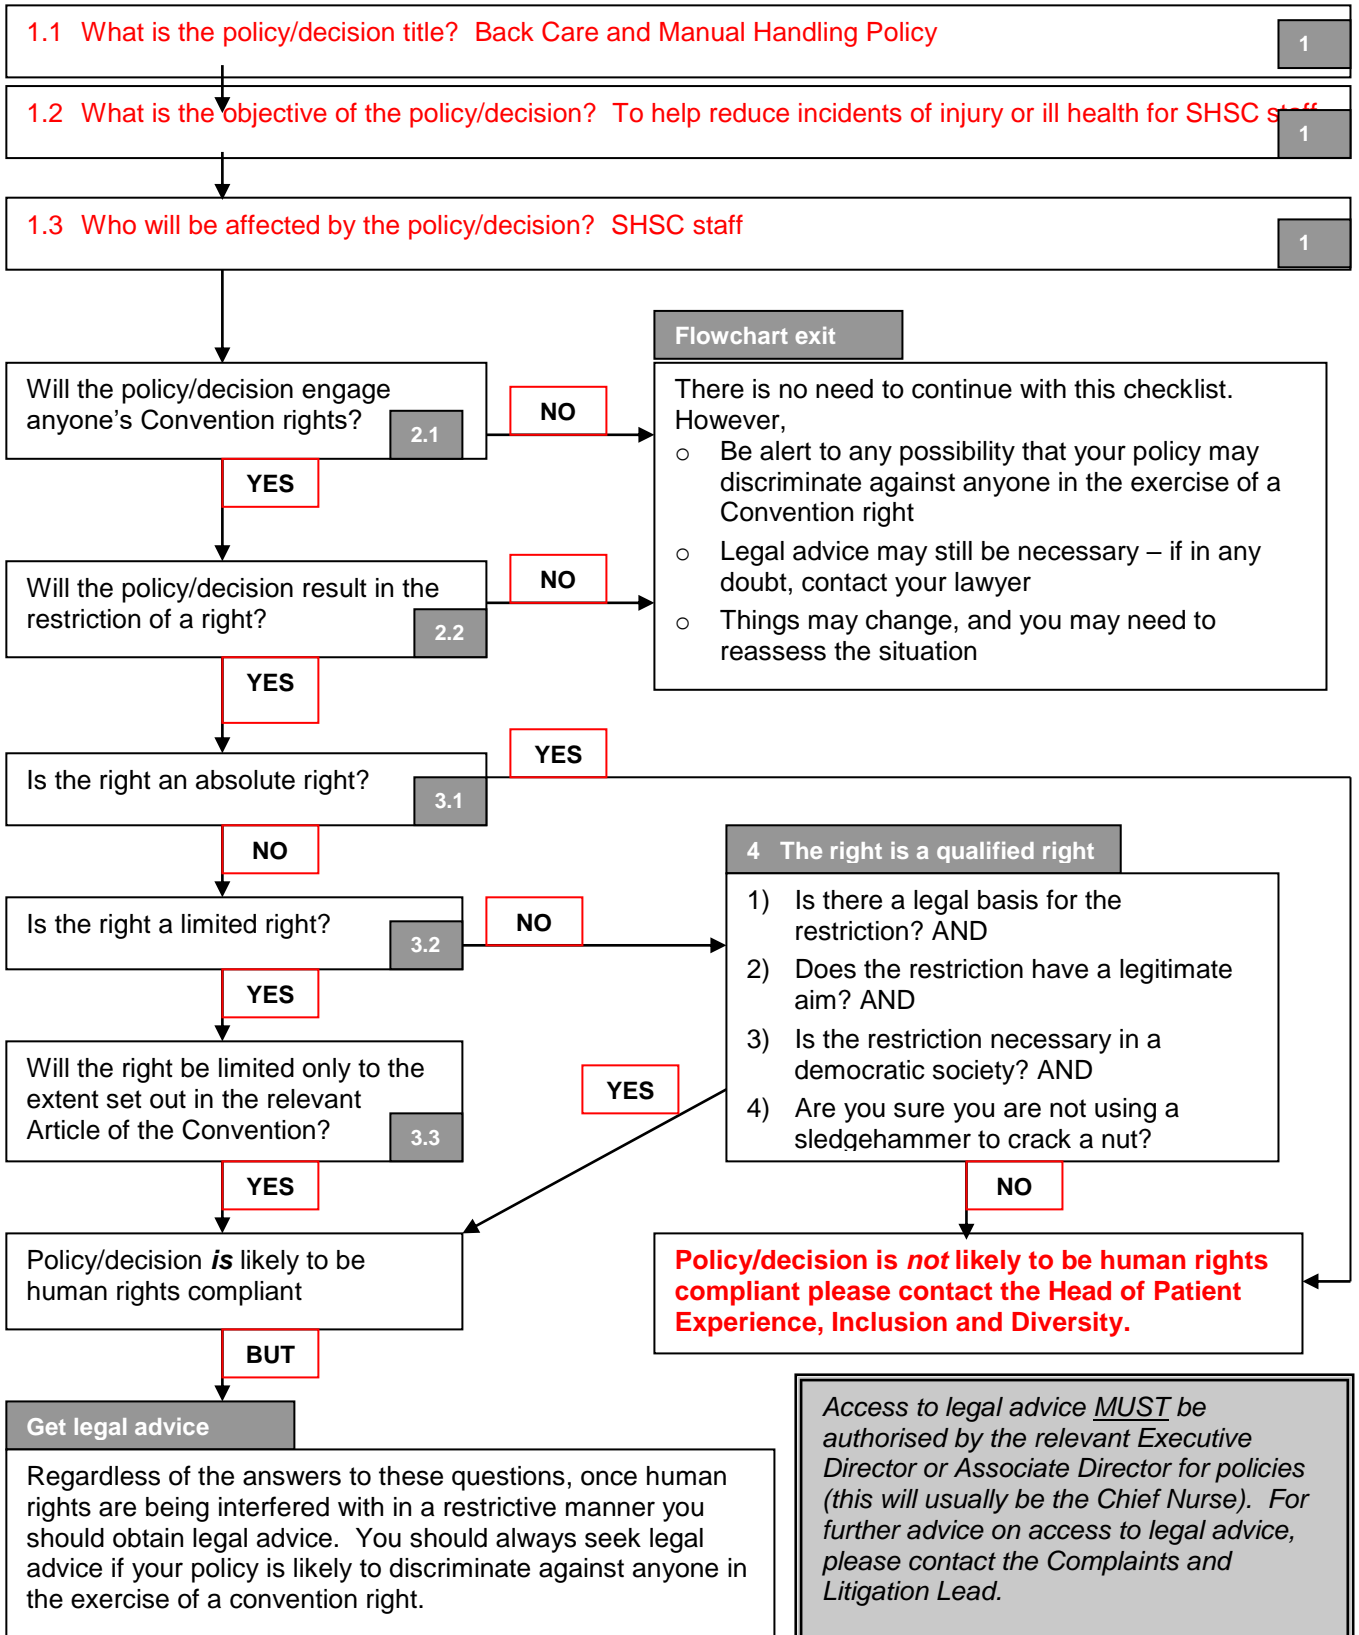 1.1 What is the policy/decision title? Back Care and Manual Handling Policy
1
1.2 What is the objective of the policy/decision? To help reduce incidents of injury or ill health for SHSC staff
1
1.3 Who will be affected by the policy/decision? SHSC staff
1
Flowchart exit
Will the policy/decision engage
anyone’s Convention rights?
2.1
NO
There is no need to continue with this checklist.
However,
o Be alert to any possibility that your policy may
discriminate against anyone in the exercise of a
Convention right
o Legal advice may still be necessary – if in any
doubt, contact your lawyer
o Things may change, and you may need to
reassess the situation
YES
Will the policy/decision result in the
restriction of a right?
2.2
NO
YES
Is the right an absolute right?
3.1
YES
NO
Is the right a limited right?
3.2
NO
4 The right is a qualified right
1) Is there a legal basis for the
restriction? AND
2) Does the restriction have a legitimate
aim? AND
3) Is the restriction necessary in a
democratic society? AND
4) Are you sure you are not using a
sledgehammer to crack a nut?
YES
Will the right be limited only to the
extent set out in the relevant
Article of the Convention?
3.3
YES
YES
NO
Policy/decision is likely to be
human rights compliant
Policy/decision is not likely to be human rights
compliant please contact the Head of Patient
Experience, Inclusion and Diversity.
BUT
Get legal advice
Regardless of the answers to these questions, once human
rights are being interfered with in a restrictive manner you
should obtain legal advice. You should always seek legal
advice if your policy is likely to discriminate against anyone in
the exercise of a convention right.
Access to legal advice MUST be
authorised by the relevant Executive
Director or Associate Director for policies
(this will usually be the Chief Nurse). For
further advice on access to legal advice,
please contact the Complaints and
Litigation Lead.